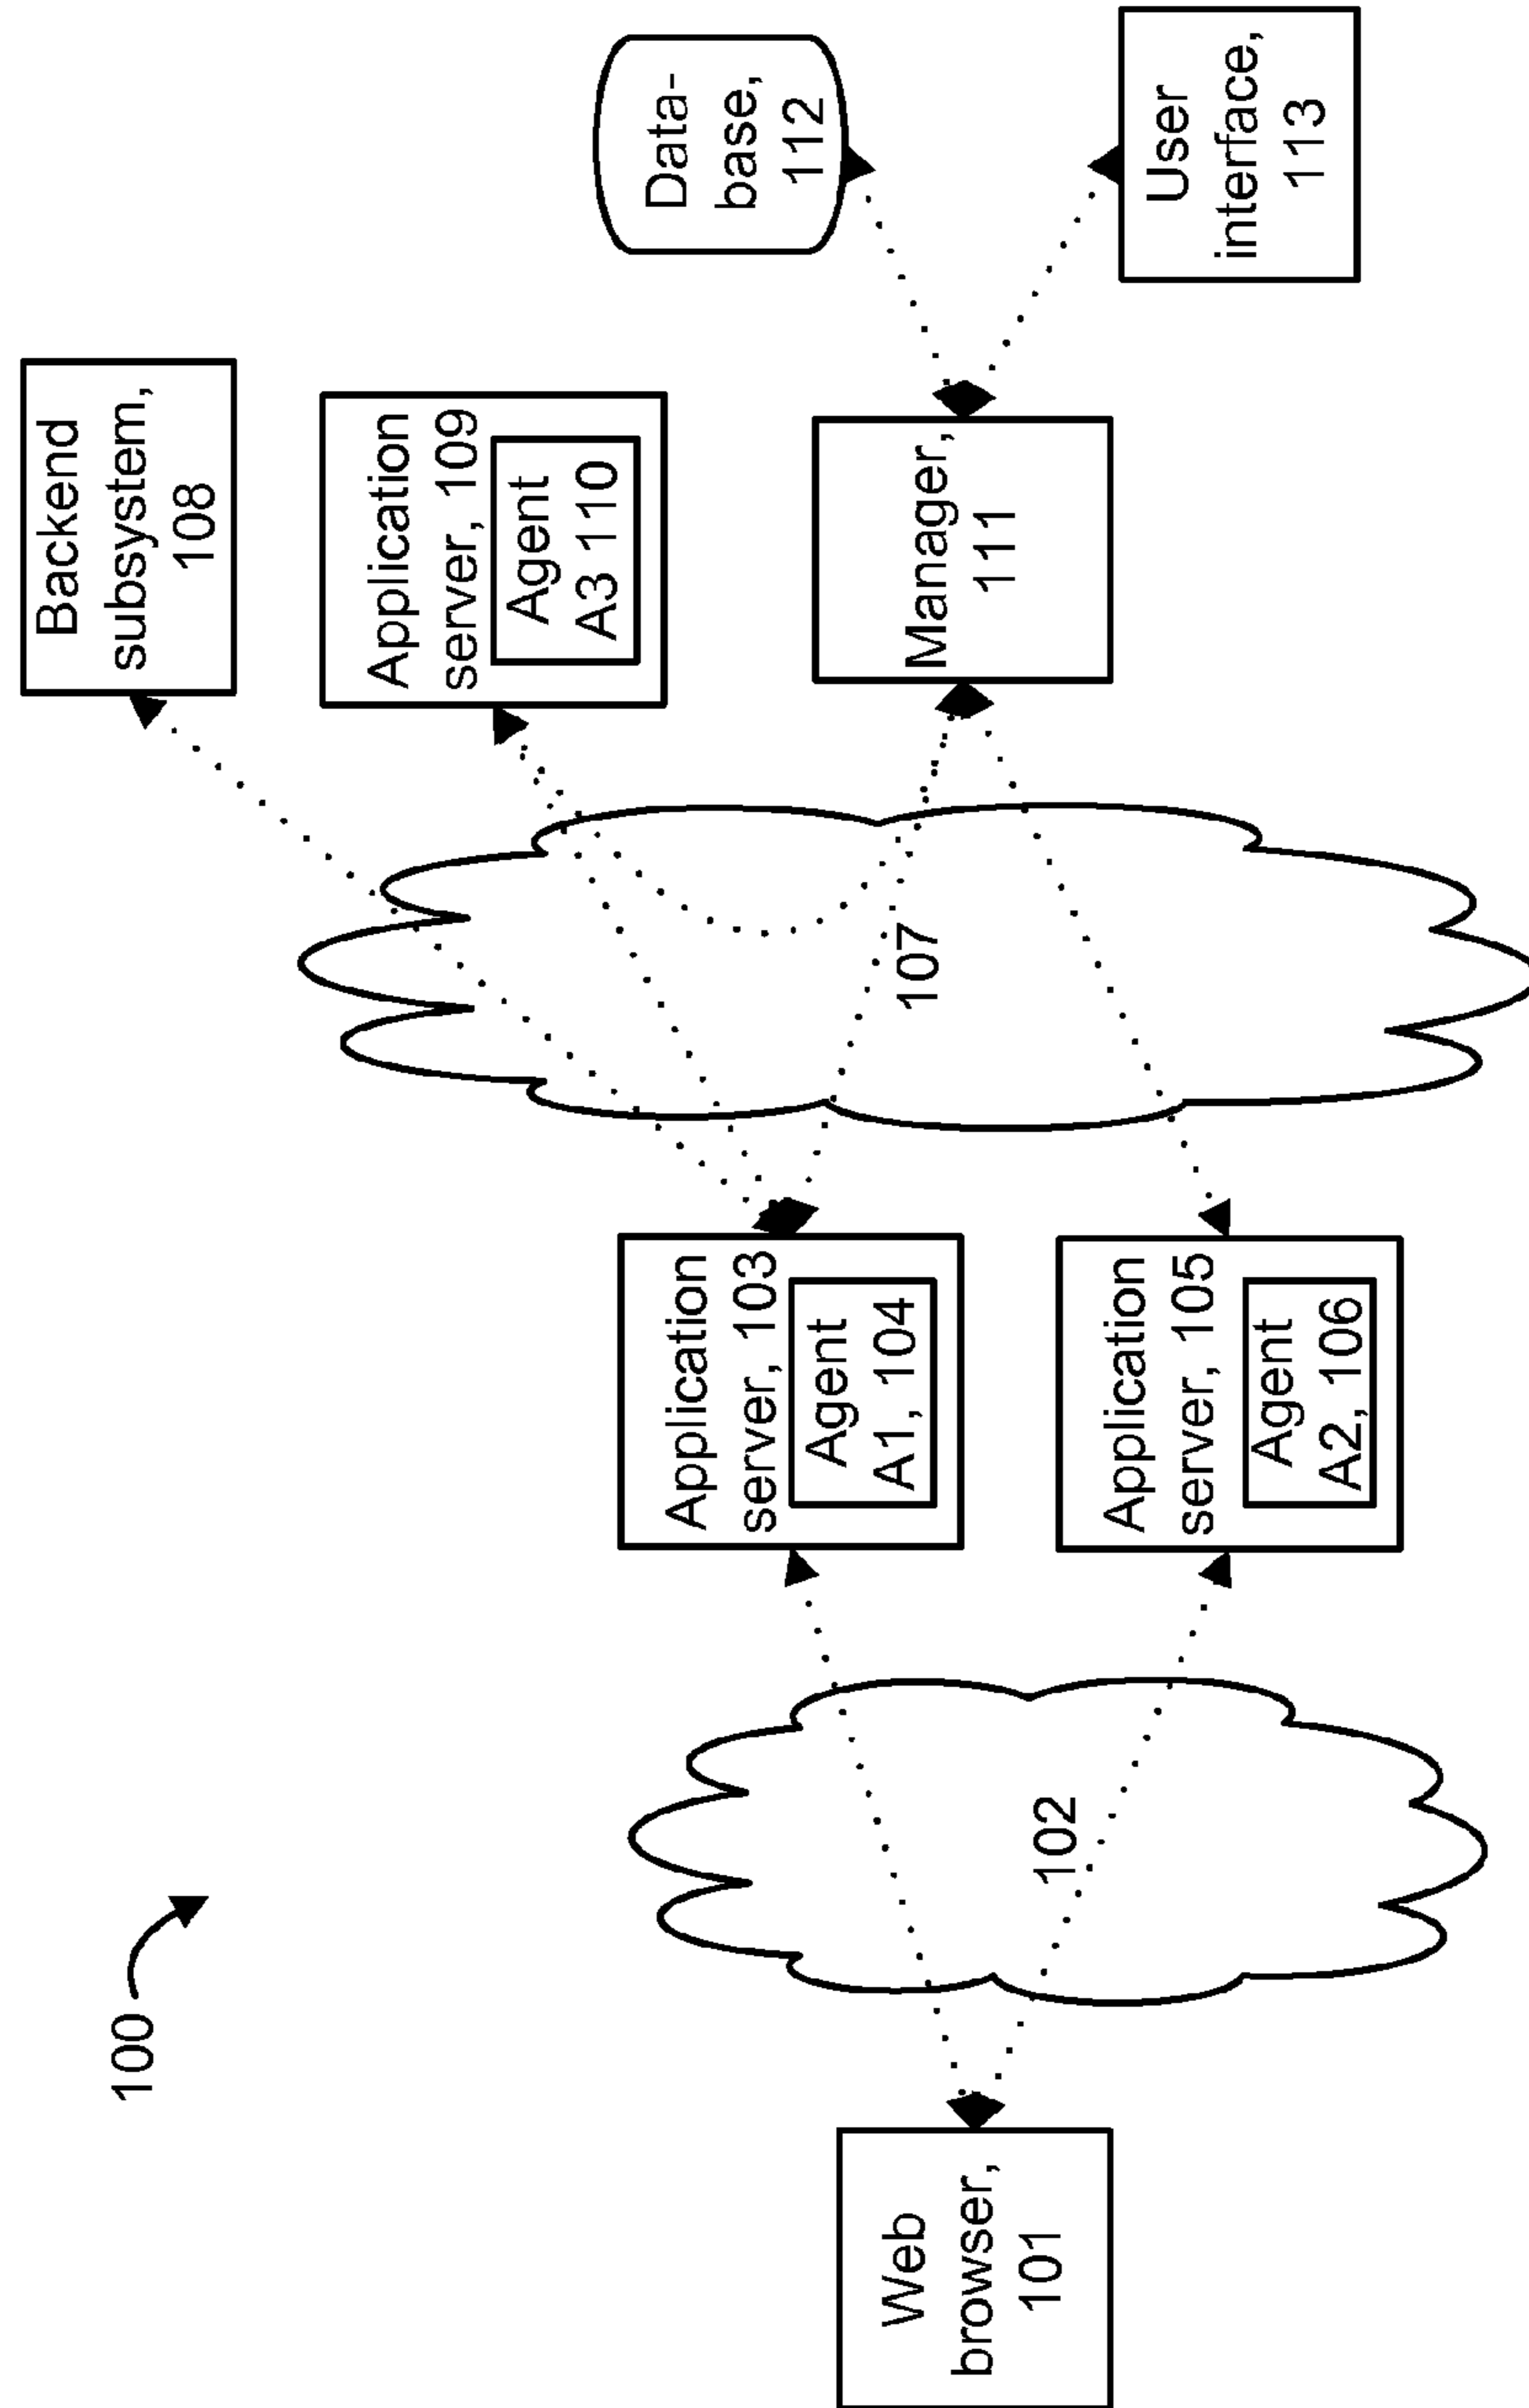 100
Web
browser,
101
102
Application
server, 103
Agent
A1, 104
Application
server, 105
Agent
A2, 106
107
Backend
subsystem,
108
Application
server, 109
Agent
A3 110
Manager,
111
Data-
base,
112
User
interface,
113